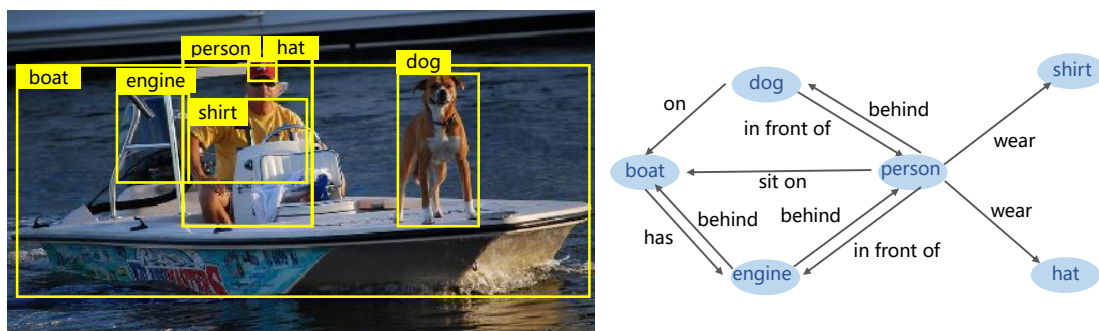 person hat
dog
boat
engine
shirt
dog
shirt
on
behind
in front of
wear
boat
person
sit on
behind
behind
wear
has
in front of
engine
hat